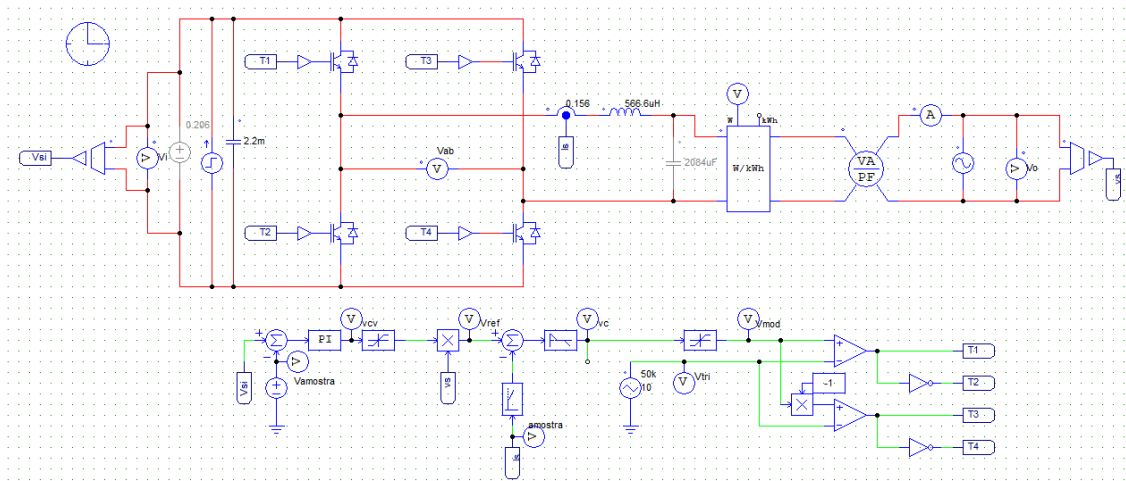 T1
T3
0.156
566.6uH
V
W
kWh
A
0.206
Vsi
V
Vi
2.2m
Vab
V
Is
2084uF
W/kWh
VA
PF
V
Vo
vs
T2
T4
V
vcv
V
Vref
V
vc
V
Vmod
PI
T1
Vsi
V
Vamostra
vs
50k
10
V
Vtri
-1
T2
T3
amostra
V
T4
is